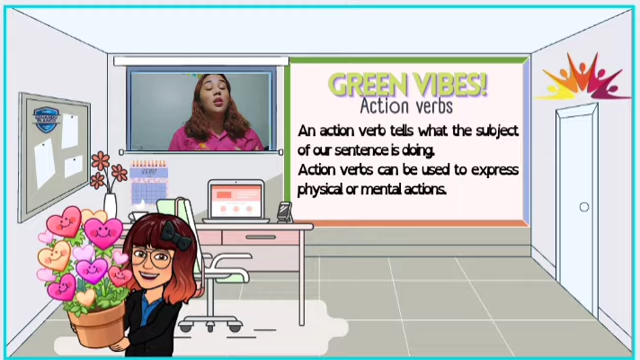 GREEN VIBES!
Action verbs
An action verb tells what the subject
of our sentence is doing.
Action verbs can be used to express
physical or mental actions.